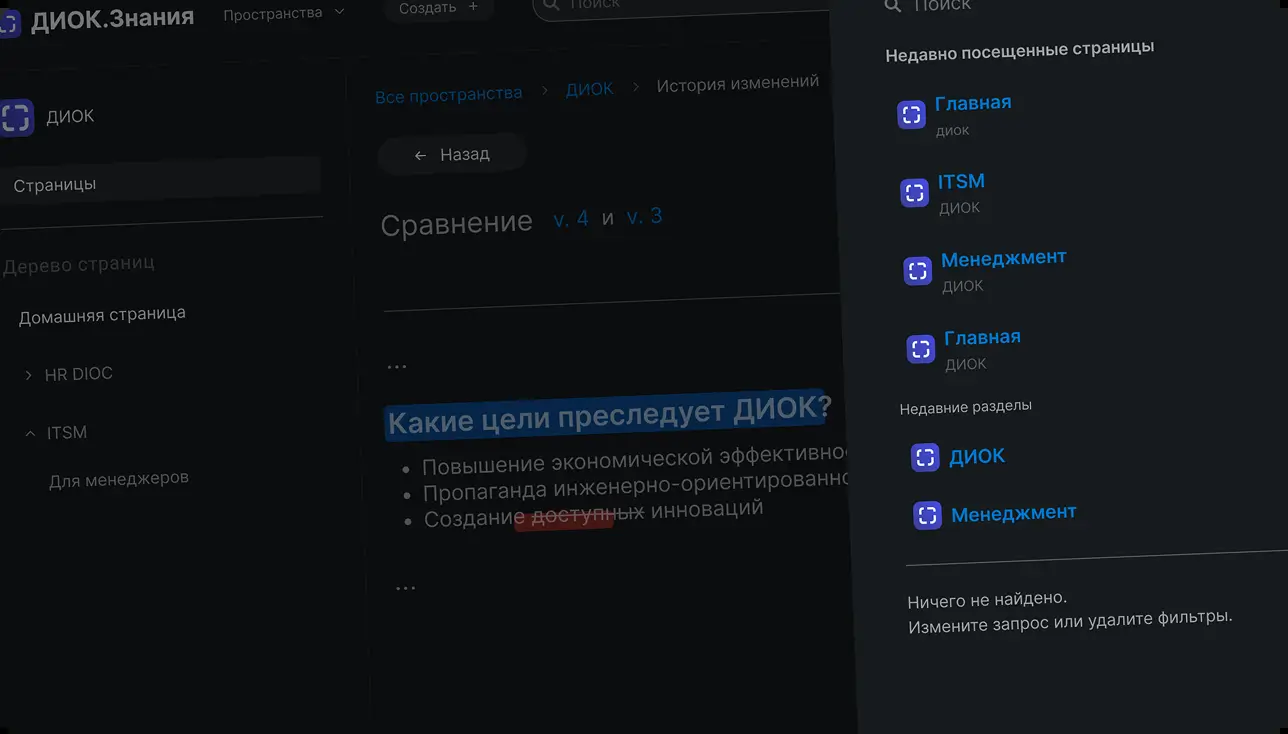 ДИОК.Знания
Пространства
Создать +
Поиск
ДИОК
Страницы
Дерево страниц
Домашняя страница
HR DIOC
ITSM
Для менеджеров
Все пространства > ДИОК > История изменений
← Назад
Сравнение v. 4 и v. 3
...
Какие цели преследует ДИОК?
• Повышение экономической эффективно
• Пропаганда инженерно-ориентированно
• Создание доступных инноваций
...
Поиск
Недавно посещенные страницы
Главная
ДИОК
ITSM
ДИОК
Менеджмент
ДИОК
Главная
ДИОК
Недавние разделы
ДИОК
Менеджмент
Ничего не найдено.
Измените запрос или удалите фильтры.